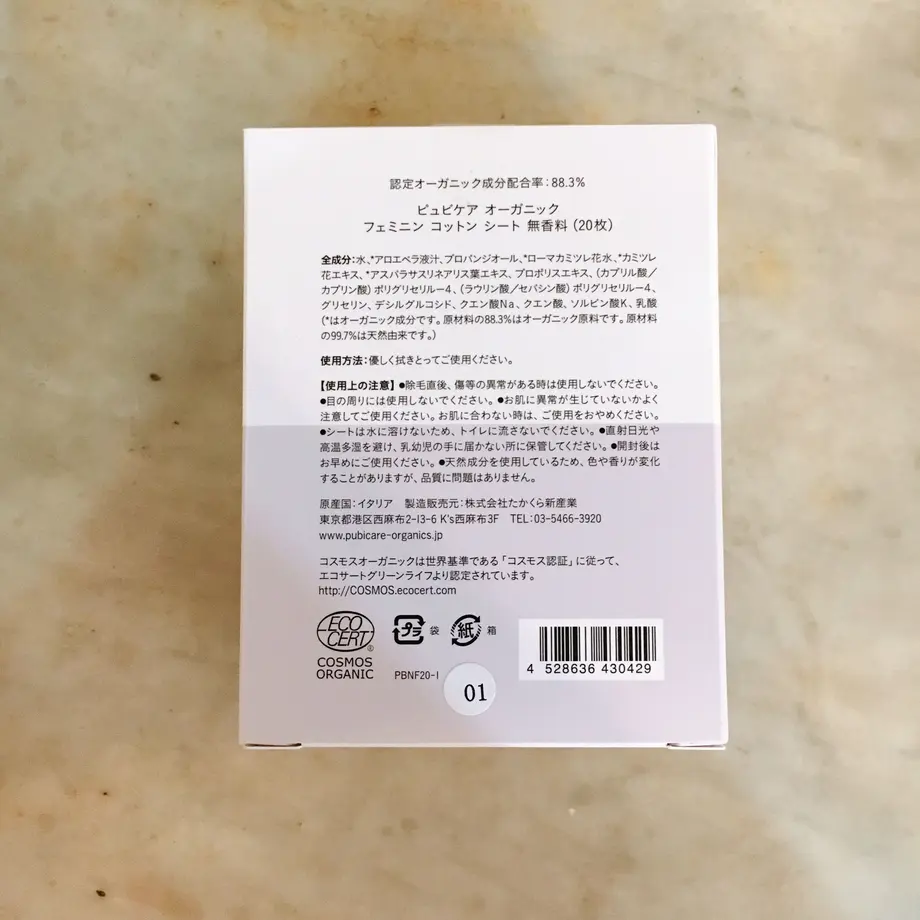 認定オーガニック成分配合率：88.3%
ピュビケア オーガニック
フェミニン コットン シート 無香料（20枚）
全成分：水、*アロエベラ液汁、プロパンジオール、*ローマカミツレ花水、*カミツレ
花エキス、*アスパラサスリネアリス葉エキス、プロポリスエキス、（カプリル酸／
カプリン酸）ポリグリセリル－4、（ラウリン酸／セバシン酸）ポリグリセリル－4、
グリセリン、デシルグルコシド、クエン酸Na、クエン酸、ソルビン酸K、乳酸
（*はオーガニック成分です。原材料の88.3%はオーガニック原料です。原材料
の99.7%は天然由来です。）
使用方法：優しく拭きとってご使用ください。
【使用上の注意】●除毛直後、傷等の異常がある時は使用しないでください。
●目の周りには使用しないでください。●お肌に異常が生じていないかよく
注意してご使用ください。お肌に合わない時は、ご使用をおやめください。
●シートは水に溶けないため、トイレに流さないでください。●直射日光や
高温多湿を避け、乳幼児の手に届かない所に保管してください。●開封後は
お早めにご使用ください。●天然成分を使用しているため、色や香りが変化
することがありますが、品質に問題はありません。
原産国：イタリア 製造販売元：株式会社たかくら新産業
東京都港区西麻布2-13-6 K's西麻布3F TEL：03-5466-3920
www.pubicare-organics.jp
コスモスオーガニックは世界基準である「コスモス認証」に従って、
エコサートグリーンライフより認定されています。
http://COSMOS.ecocert.com
ECO
CERT®
COSMOS
ORGANIC
プラ 袋 紙 箱
PBNF20-I
01
4 528636 430429